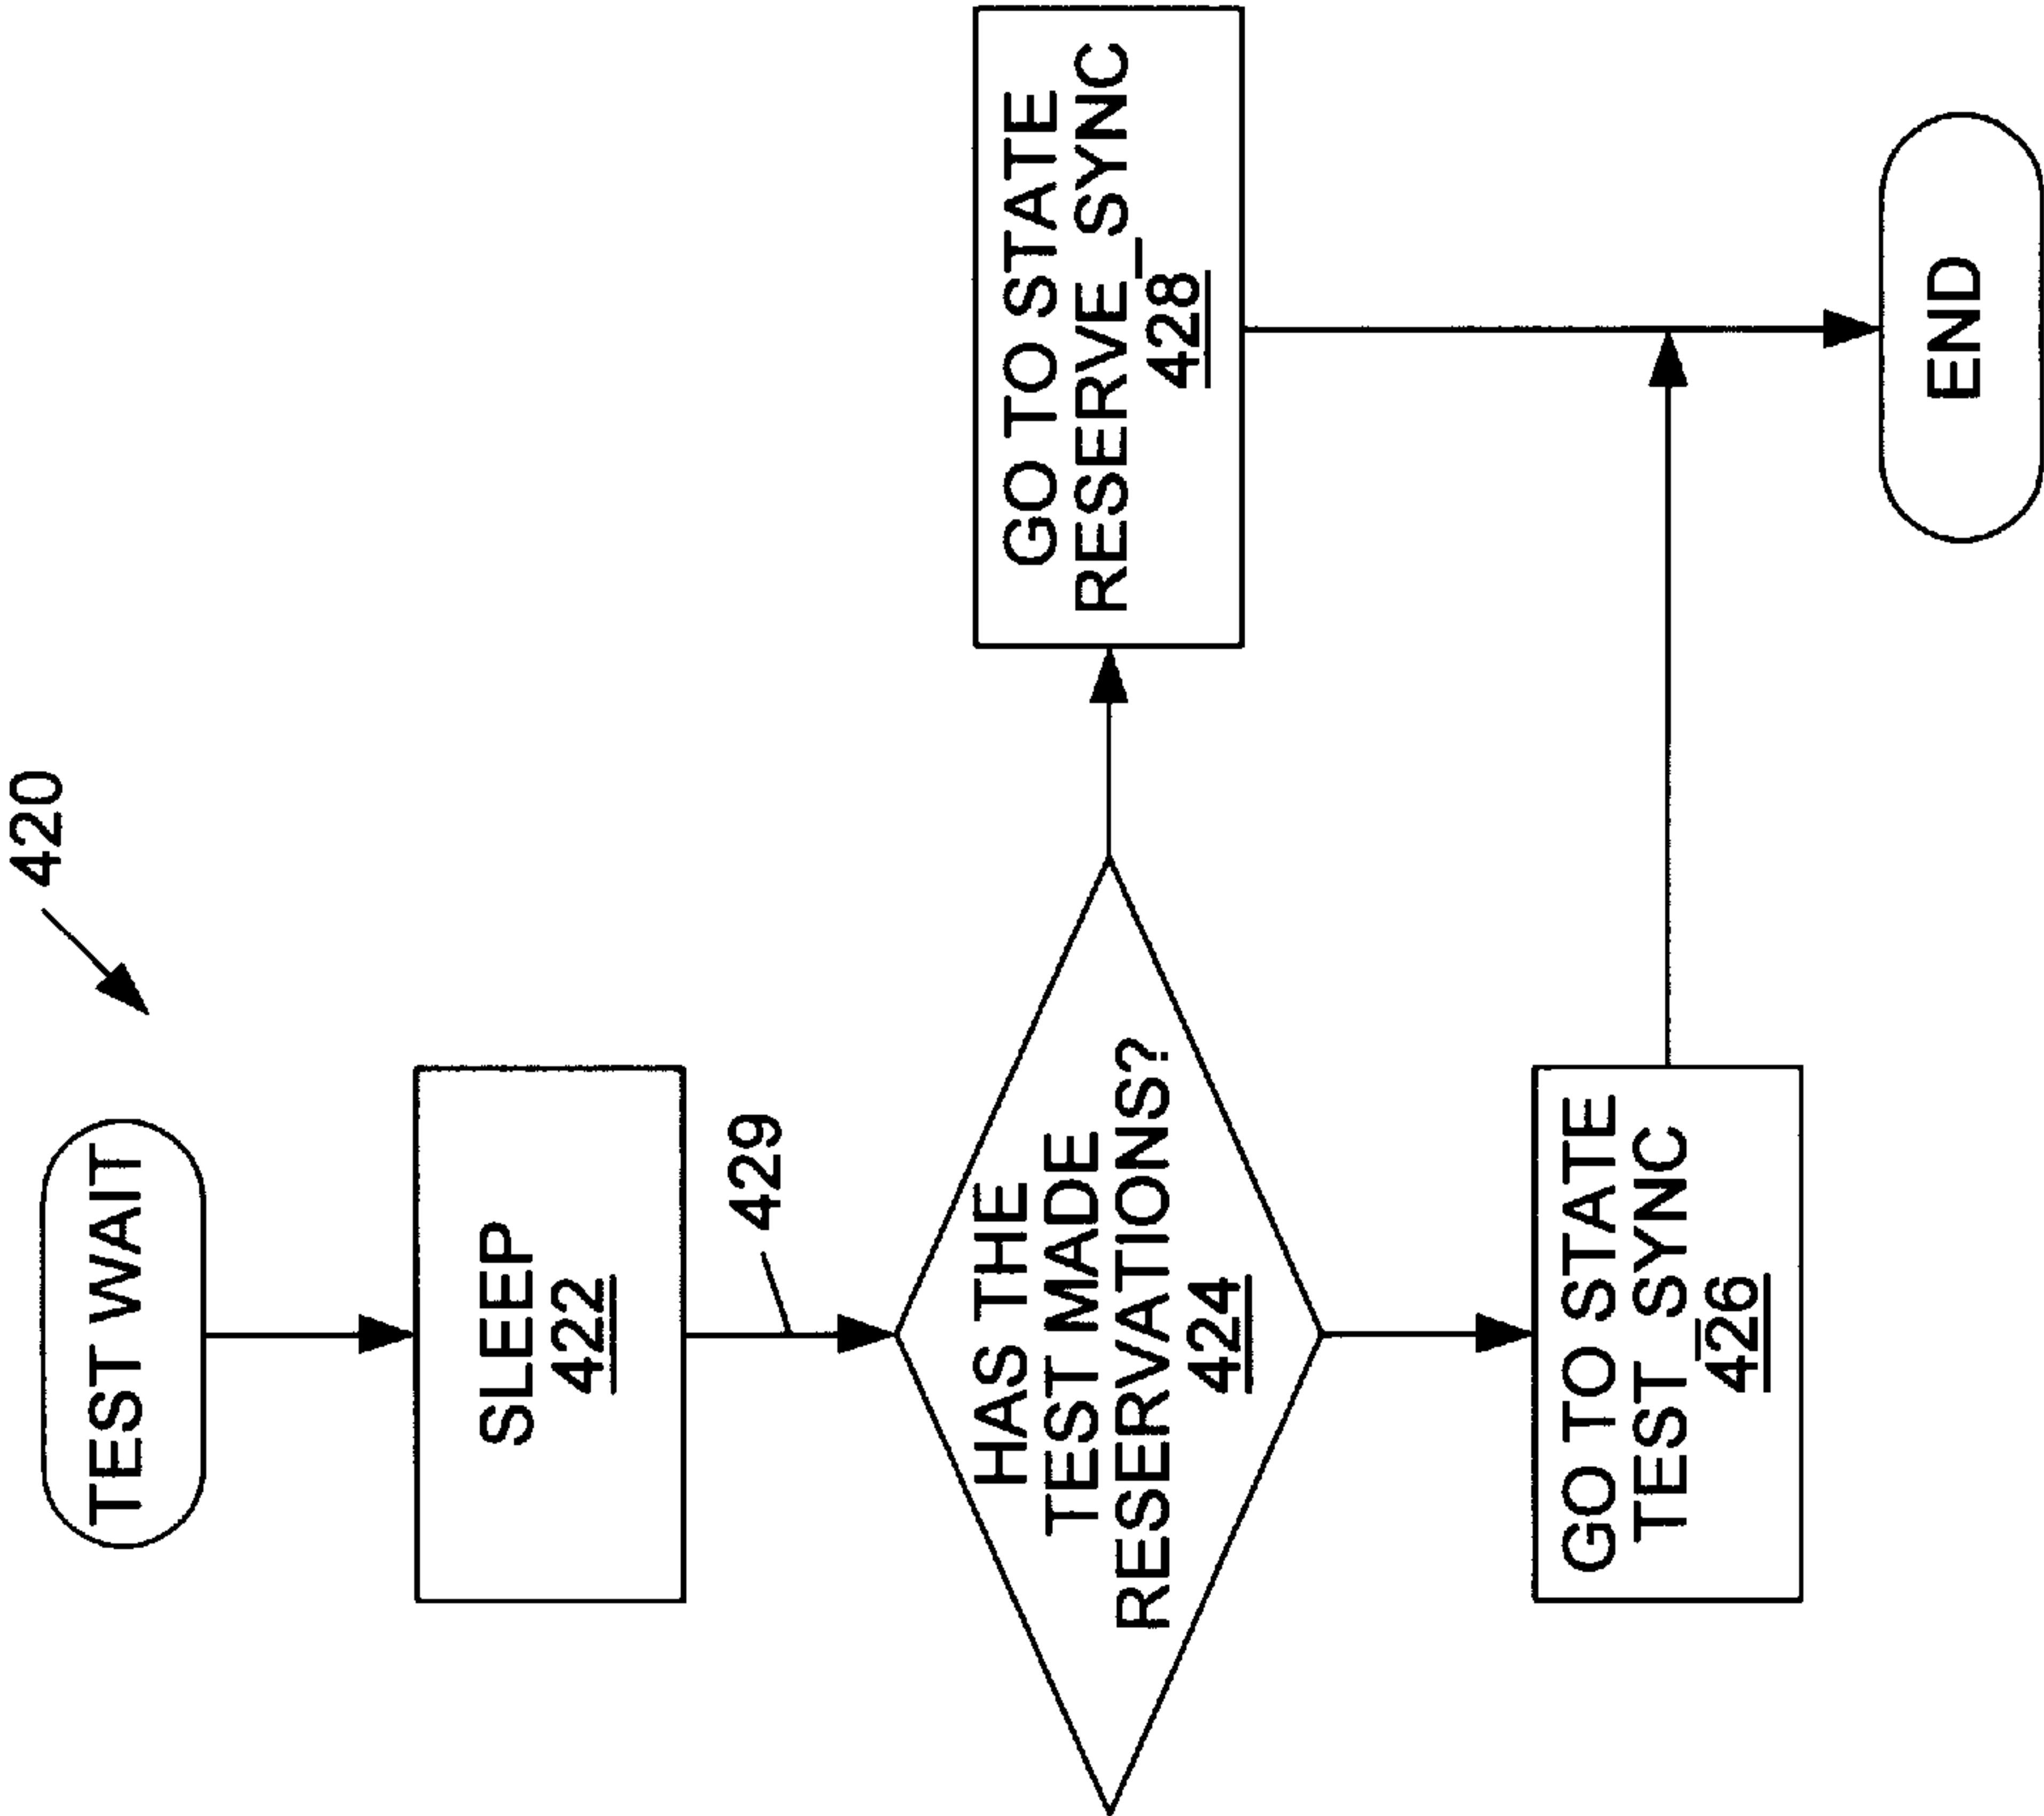 420
TEST WAIT
SLEEP
422
429
HAS THE
TEST MADE
RESERVATIONS?
424
GO TO STATE
RESERVE_SYNC
428
GO TO STATE
TEST_SYNC
426
END